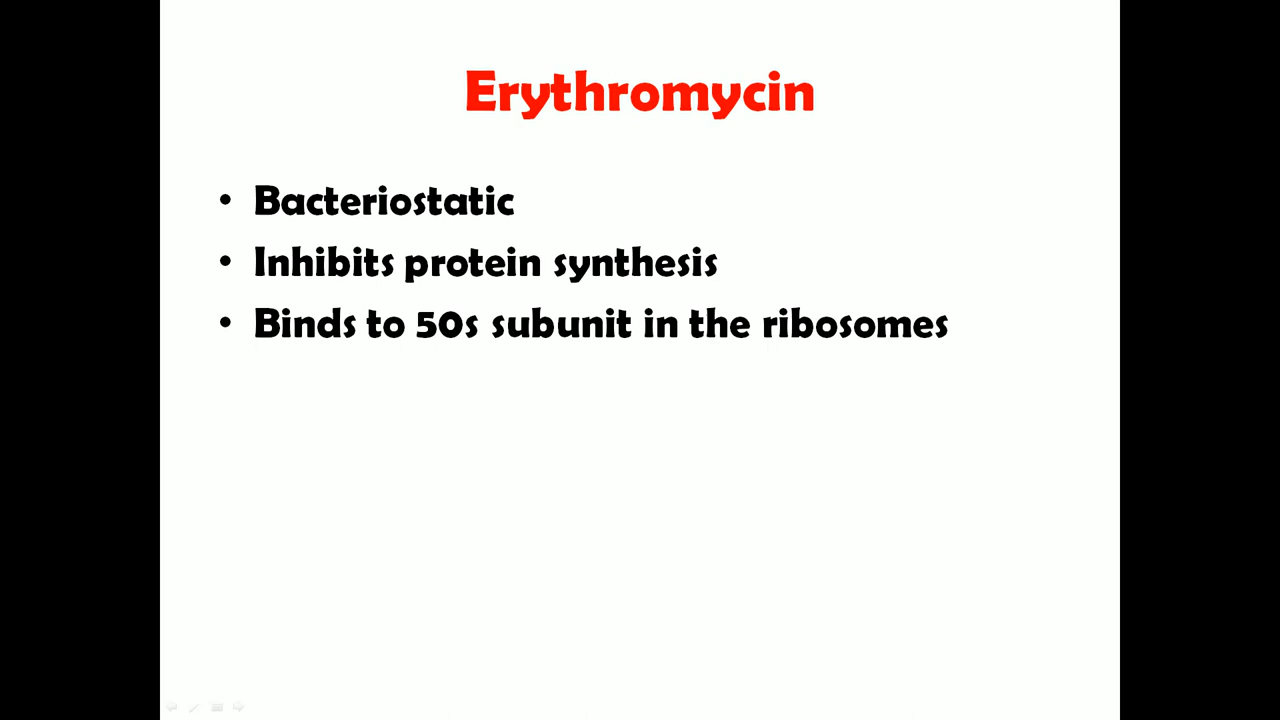 Erythromycin
• Bacteriostatic
• Inhibits protein synthesis
• Binds to 50s subunit in the ribosomes